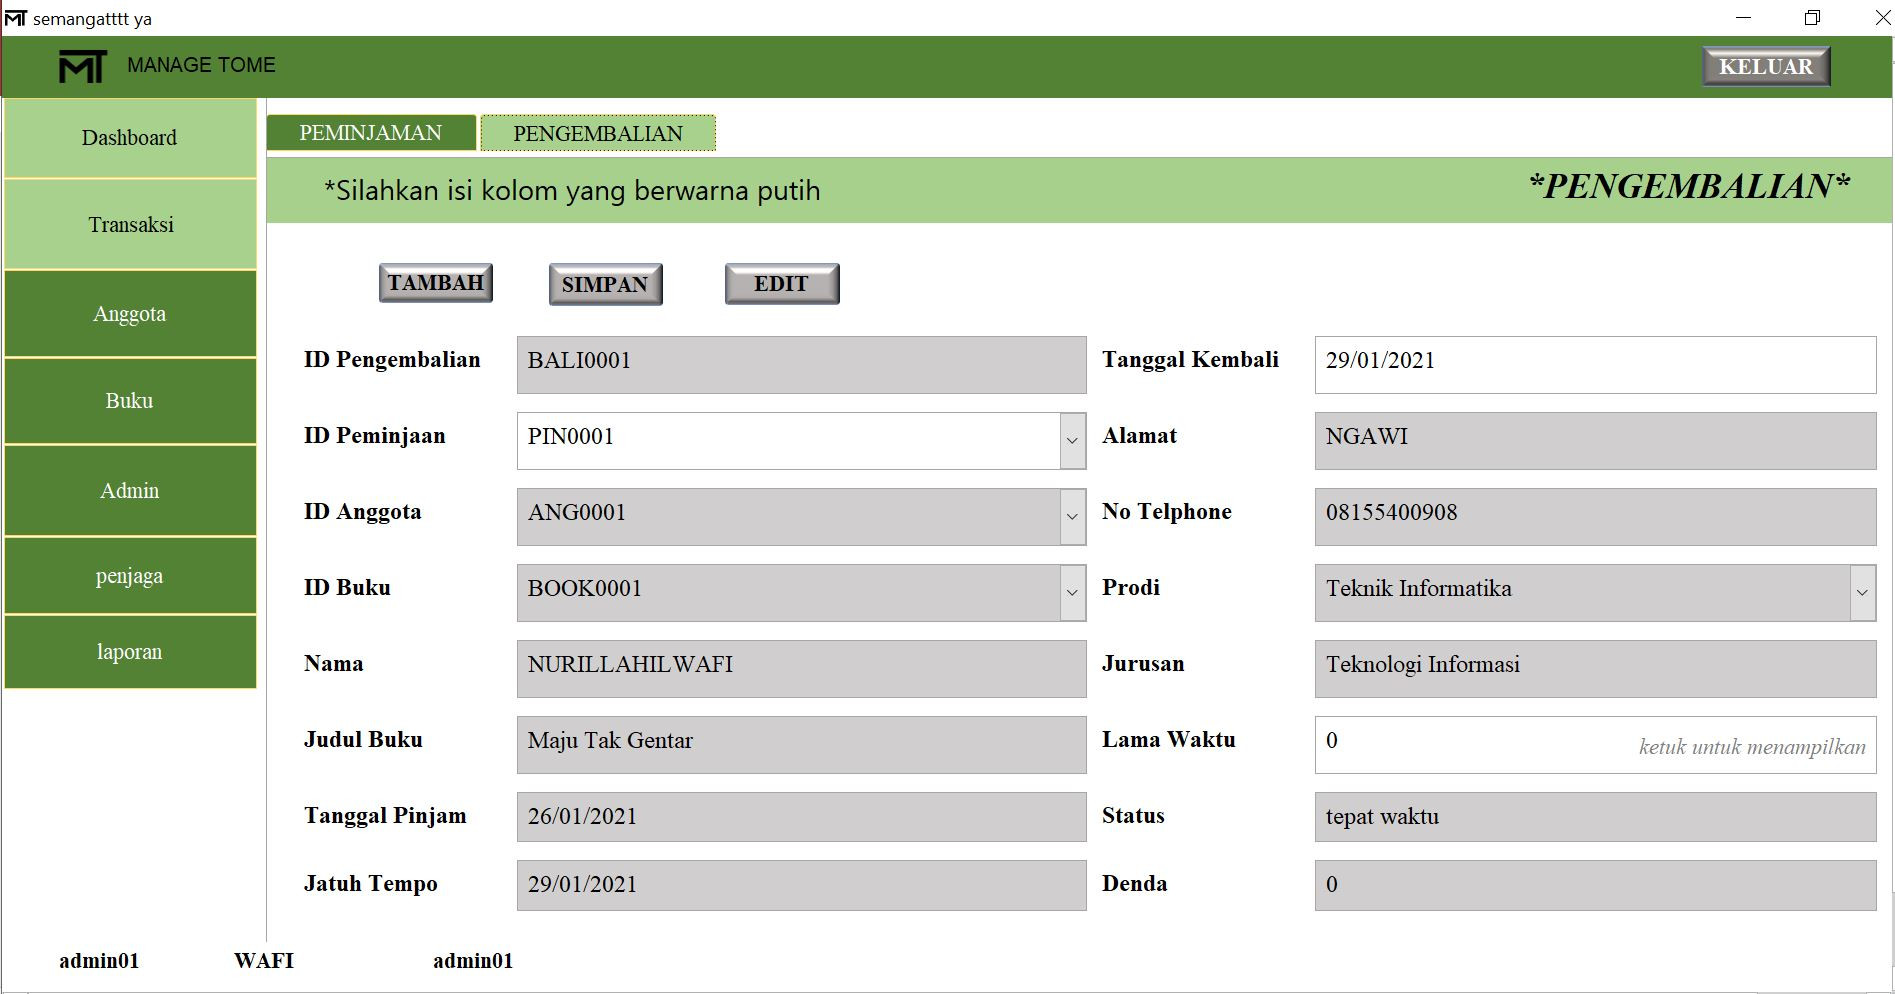 MT semangatttt ya
MT MANAGE TOME
KELUAR
Dashboard
Transaksi
Anggota
Buku
Admin
penjaga
laporan
PEMINJAMAN
PENGEMBALIAN
*Silahkan isi kolom yang berwarna putih
*PENGEMBALIAN*
TAMBAH
SIMPAN
EDIT
ID Pengembalian BALI0001
ID Peminjaan PIN0001
ID Anggota ANG0001
ID Buku BOOK0001
Nama NURILLAHILWAFI
Judul Buku Maju Tak Gentar
Tanggal Pinjam 26/01/2021
Jatuh Tempo 29/01/2021
Tanggal Kembali 29/01/2021
Alamat NGAWI
No Telphone 08155400908
Prodi Teknik Informatika
Jurusan Teknologi Informasi
Lama Waktu 0 ketuk untuk menampilkan
Status tepat waktu
Denda 0
admin01 WAFI admin01